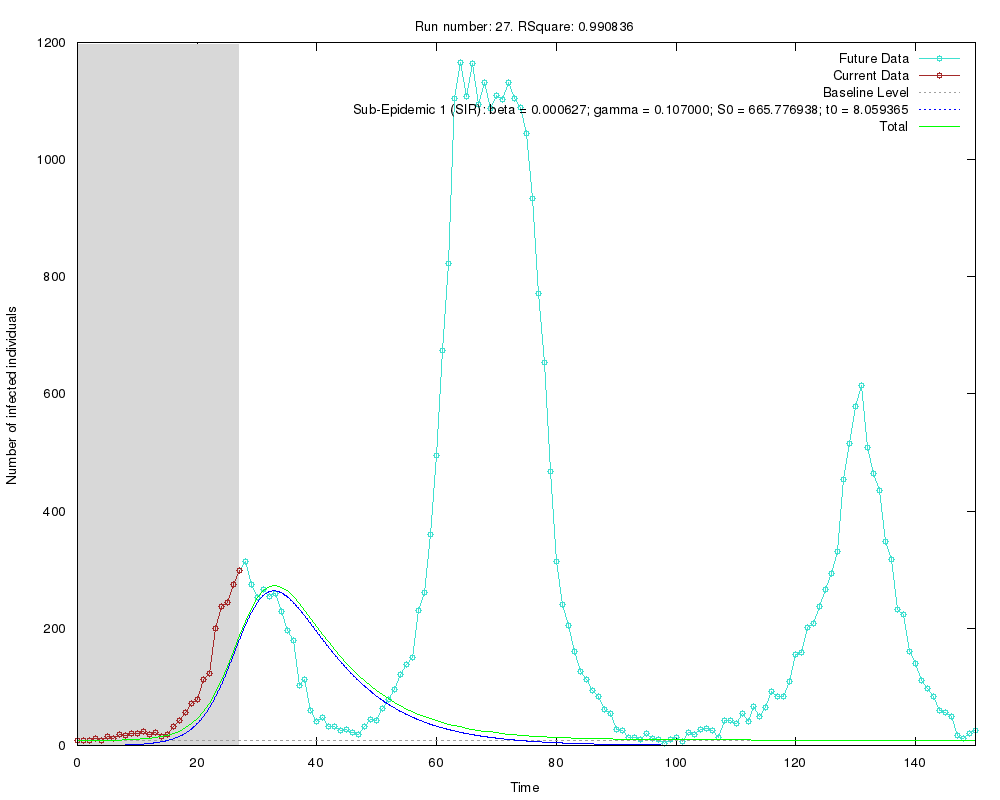 Run number: 27. RSquare: 0.990836
1200
1000
800
600
400
200
0
0 20 40 60 80 100 120 140
Number of infected individuals
Time
Future Data
Current Data
Baseline Level
Sub-Epidemic 1 (SIR): beta = 0.000627; gamma = 0.107000; S0 = 665.776938; t0 = 8.059365
Total